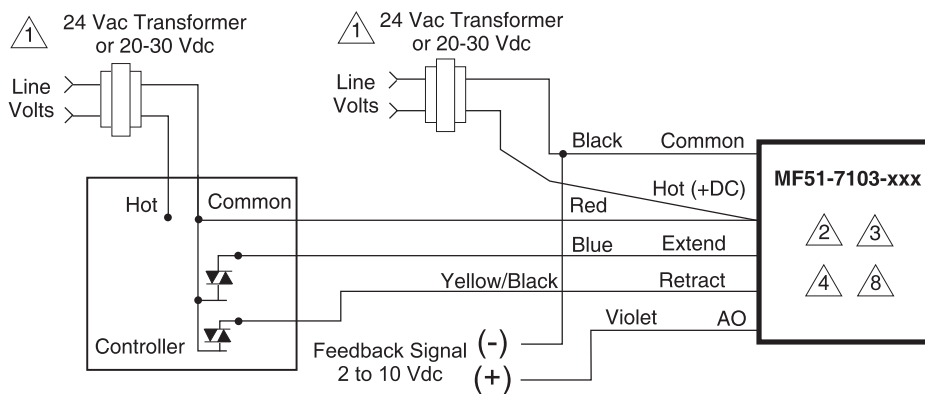 1
24 Vac Transformer
or 20-30 Vdc
Line
Volts
1
24 Vac Transformer
or 20-30 Vdc
Line
Volts
Black
Common
MF51-7103-xxx
Hot (+DC)
Hot
Common
Red
2
3
Blue
Extend
4
8
Yellow/Black
Retract
Violet
AO
Controller
Feedback Signal
2 to 10 Vdc
(-)
(+)